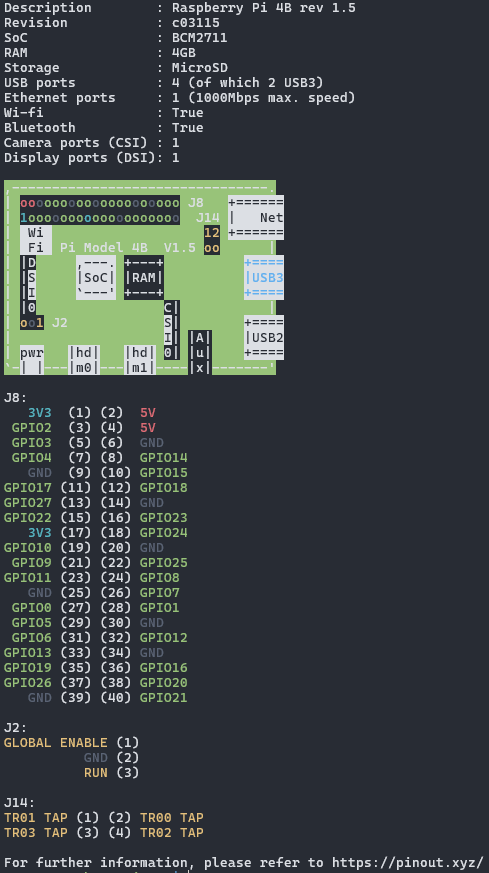 Description        : Raspberry Pi 4B rev 1.5
Revision           : c03115
SoC                : BCM2711
RAM                : 4GB
Storage            : MicroSD
USB ports          : 4 (of which 2 USB3)
Ethernet ports     : 1 (1000Mbps max. speed)
Wi-fi              : True
Bluetooth          : True
Camera ports (CSI) : 1
Display ports (DSI): 1

,--------------------------------.
| oooooooooooooooooooo J8   +======
| 1ooooooooooooooooooo  J14 |   Net
|  Wi                    12 +======
|  Fi  Pi Model 4B  V1.5 oo      |
| |D     ,---. +---+          +====
| |S     |SoC| |RAM|          |USB3
| |I     `---' +---+          +====
| |0                C|           |
| oo1 J2            S|        +====
|                   I| |A|    |USB2
| pwr   |hd|   |hd| 0| |u|    +====
`-| |---|m0|---|m1|----|x|-------'

J8:
   3V3  (1) (2)  5V
 GPIO2  (3) (4)  5V
 GPIO3  (5) (6)  GND
 GPIO4  (7) (8)  GPIO14
   GND  (9) (10) GPIO15
GPIO17 (11) (12) GPIO18
GPIO27 (13) (14) GND
GPIO22 (15) (16) GPIO23
   3V3 (17) (18) GPIO24
GPIO10 (19) (20) GND
 GPIO9 (21) (22) GPIO25
GPIO11 (23) (24) GPIO8
   GND (25) (26) GPIO7
 GPIO0 (27) (28) GPIO1
 GPIO5 (29) (30) GND
 GPIO6 (31) (32) GPIO12
GPIO13 (33) (34) GND
GPIO19 (35) (36) GPIO16
GPIO26 (37) (38) GPIO20
   GND (39) (40) GPIO21

J2:
GLOBAL ENABLE (1)
          GND (2)
          RUN (3)

J14:
TR01 TAP (1) (2) TR00 TAP
TR03 TAP (3) (4) TR02 TAP

For further information, please refer to https://pinout.xyz/